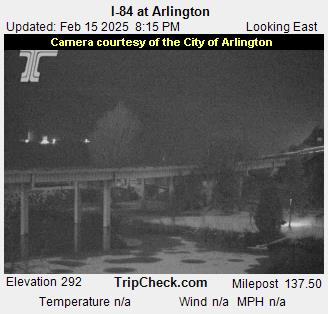 I-84 at Arlington
Updated: Feb 15 2025 8:15 PM Looking East
Camera courtesy of the City of Arlington
Elevation 292 TripCheck.com Milepost 137.50
Temperature n/a Wind n/a MPH n/a